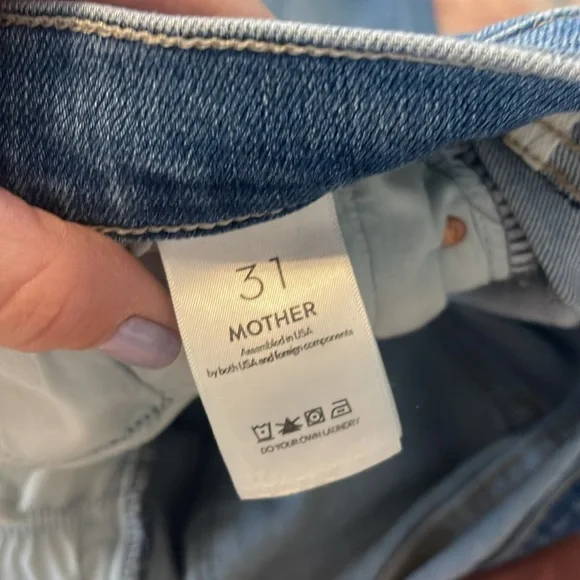 31
MOTHER
Assembled in USA
by both USA and foreign components
DO YOUR OWN LAUNDRY